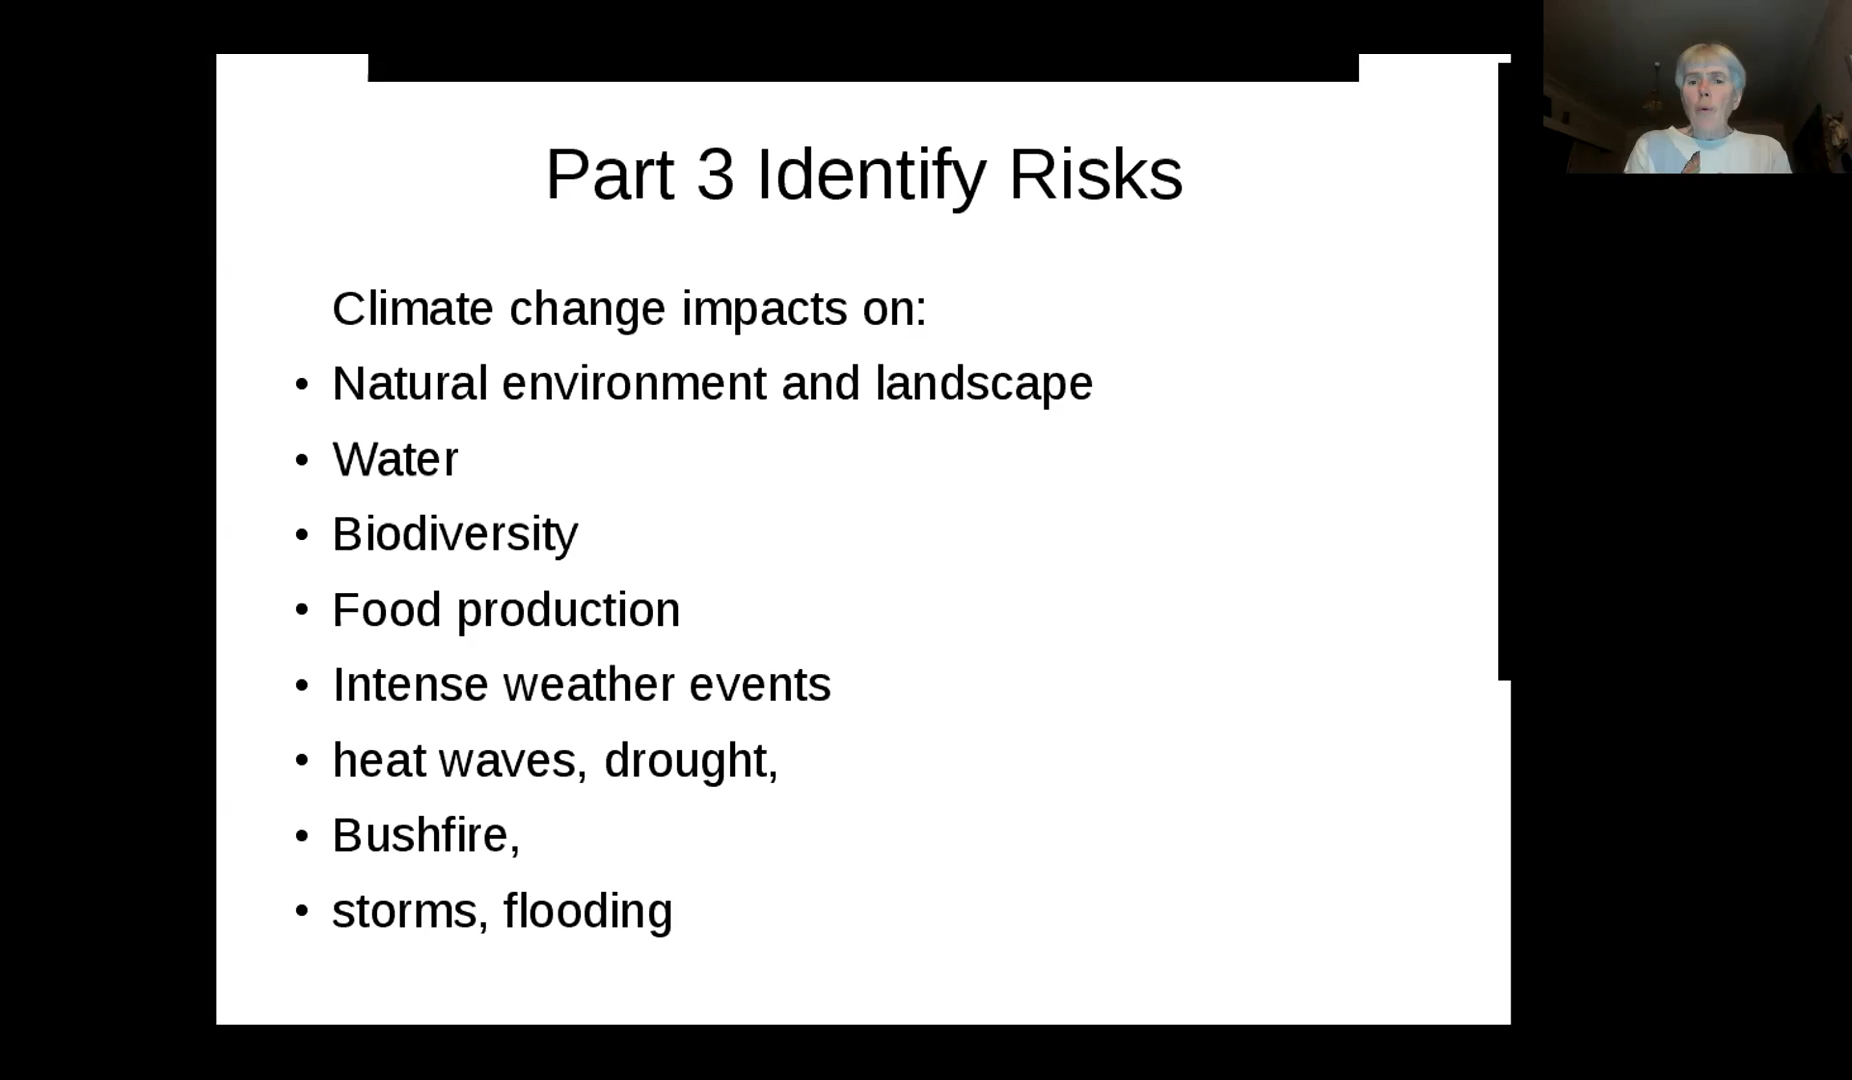 Part 3 Identify Risks
Climate change impacts on:
• Natural environment and landscape
• Water
• Biodiversity
• Food production
• Intense weather events
• heat waves, drought,
• Bushfire,
• storms, flooding